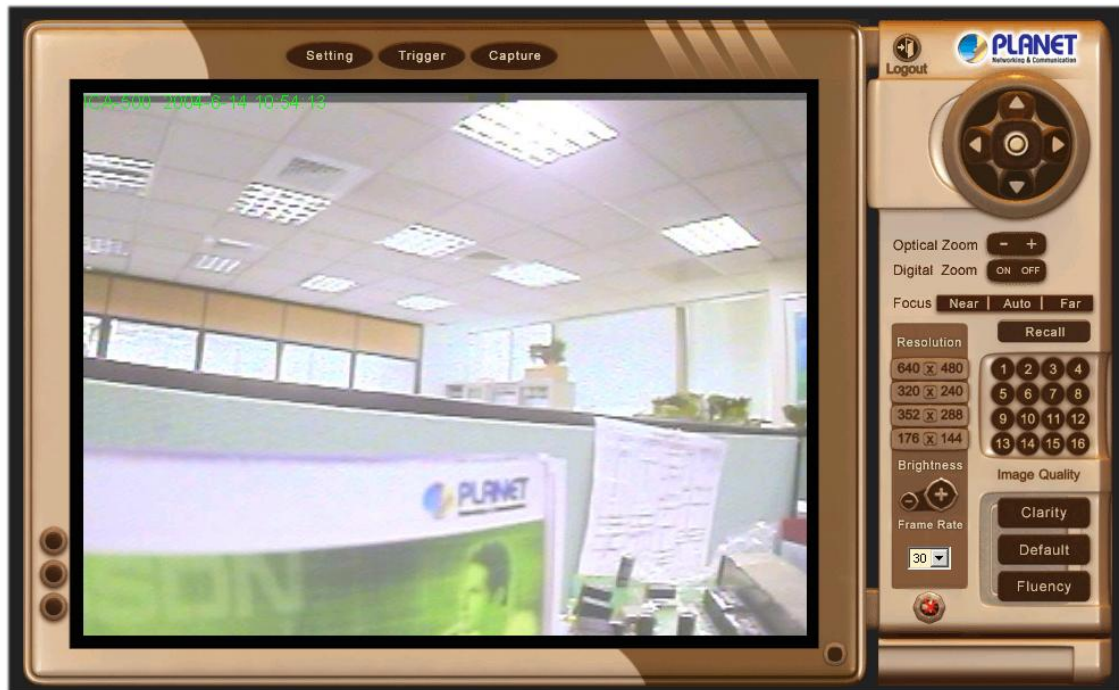 Setting Trigger Capture
ICA-500 2004-6-14 18:54:13
SON
PLANET
Logout
PLANET
Networking & Communication
Optical Zoom - +
Digital Zoom ON OFF
Focus Near Auto Far
Recall
Resolution
640 x 480
320 x 240
352 x 288
176 x 144
1 2 3 4
5 6 7 8
9 10 11 12
13 14 15 16
Brightness
- +
Frame Rate
30
Image Quality
Clarity
Default
Fluency